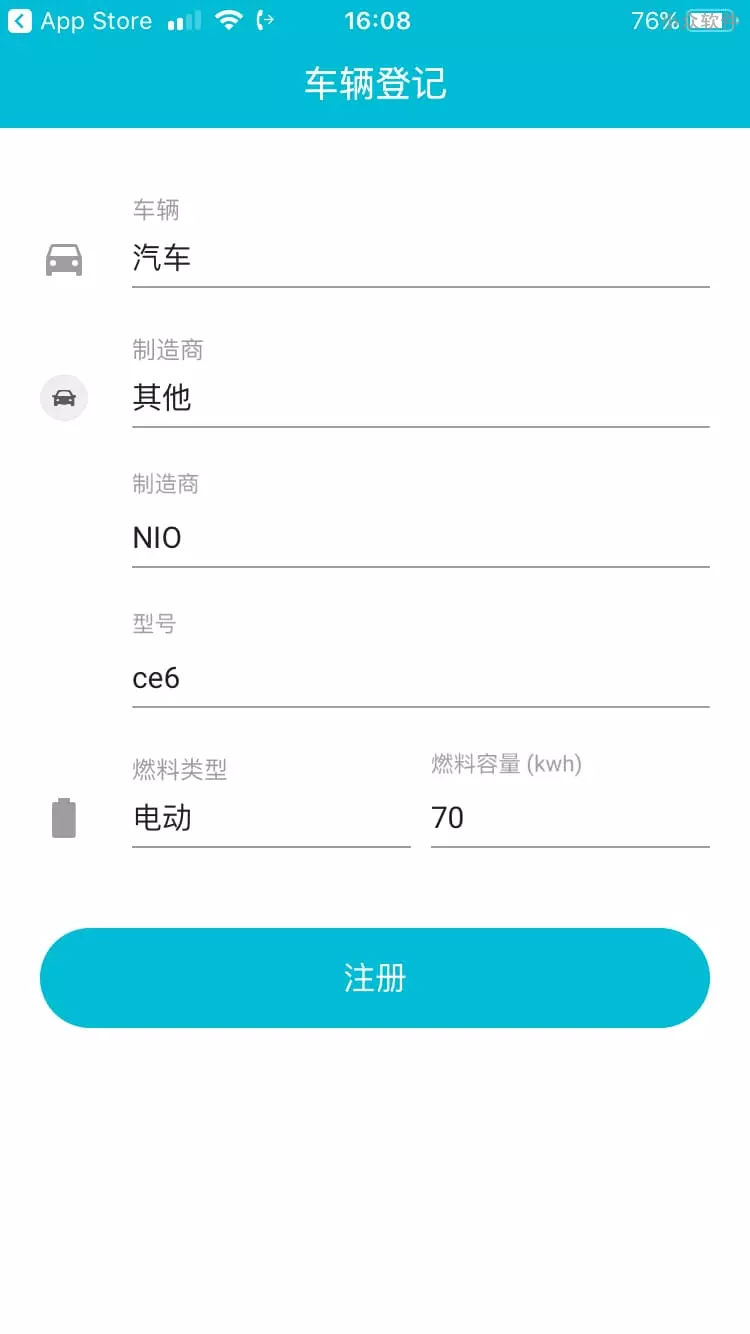 App Store 16:08 76%
车辆登记
车辆
汽车
制造商
其他
制造商
NIO
型号
ce6
燃料类型 燃料容量 (kwh)
电动 70
注册